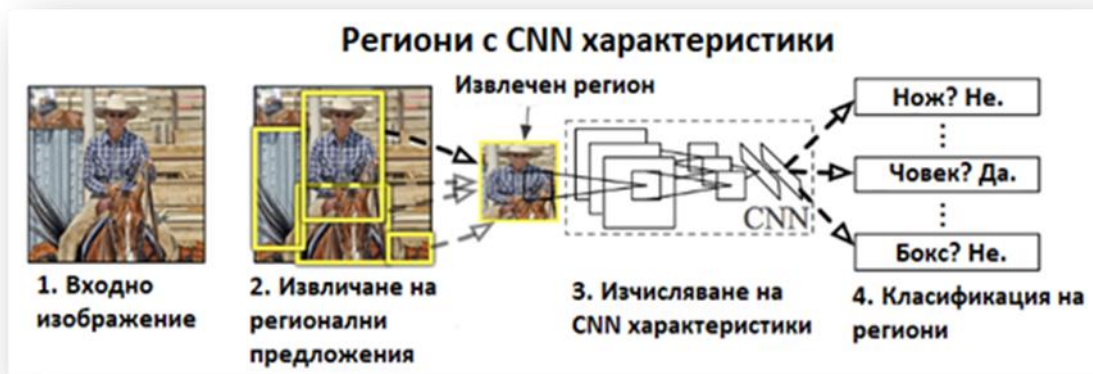 Региони с CNN характеристики
Извлечен регион
Нож? Не.
Човек? Да.
Бокс? Не.
CNN
1. Входно
изображение
2. Извличане на
регионални
предложения
3. Изчисляване на
CNN характеристики
4. Класификация на
региони